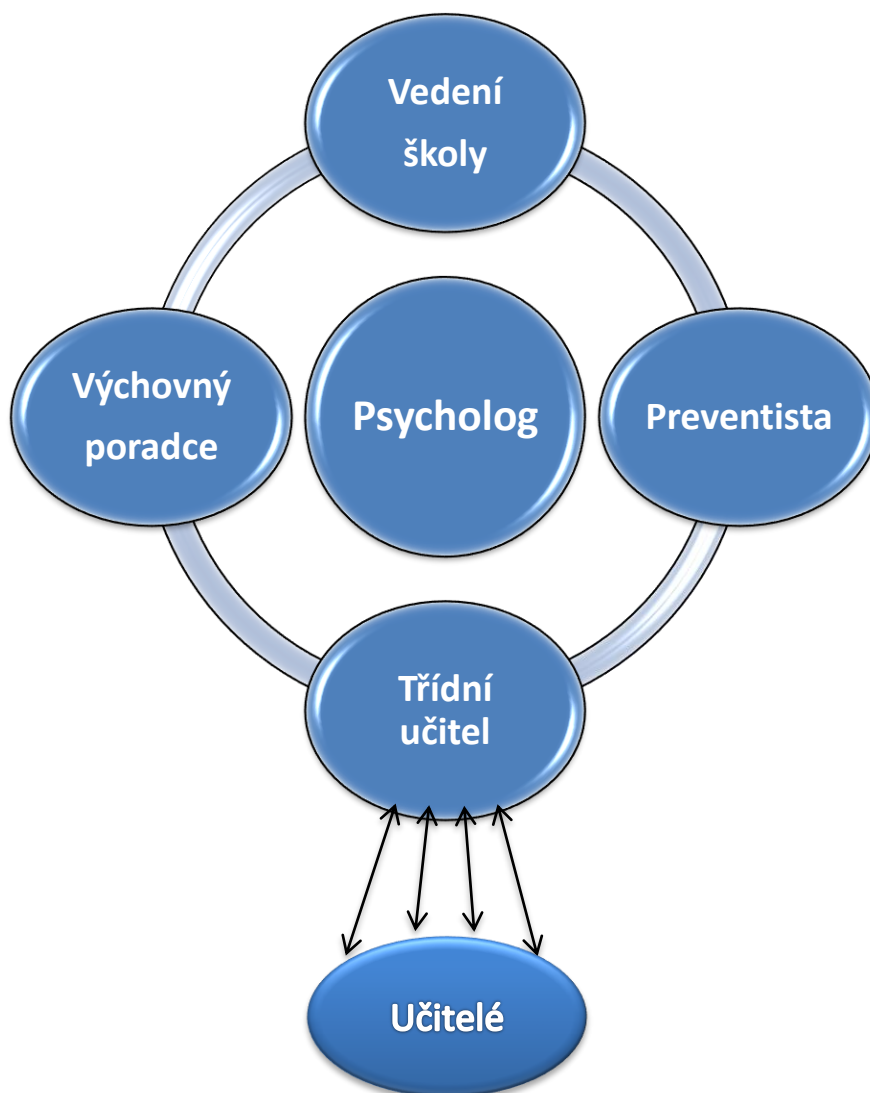 Vedení
školy
Výchovný
poradce
Psycholog
Preventista
Třídní
učitel
Učitelé